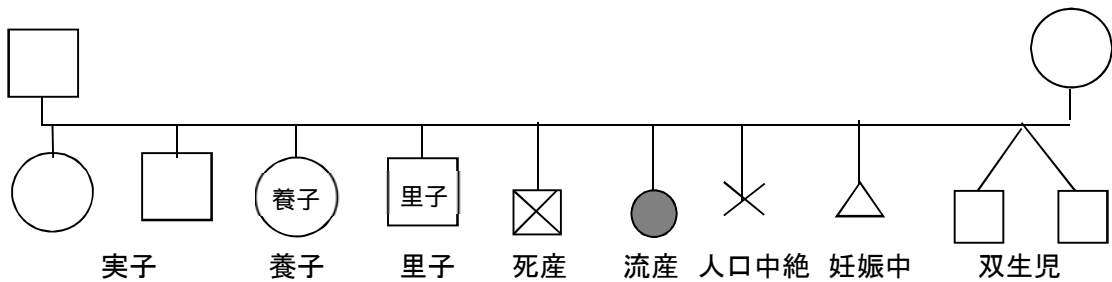 養子
里子
実子 養子 里子 死産 流産 人口中絶 妊娠中 双生児